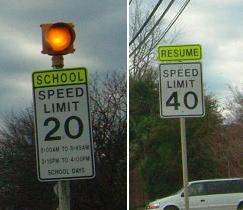 SCHOOL
SPEED
LIMIT
20
8:00AM TO 9:45AM
2:15PM TO 4:00PM
SCHOOL DAYS
RESUME
SPEED
LIMIT
40